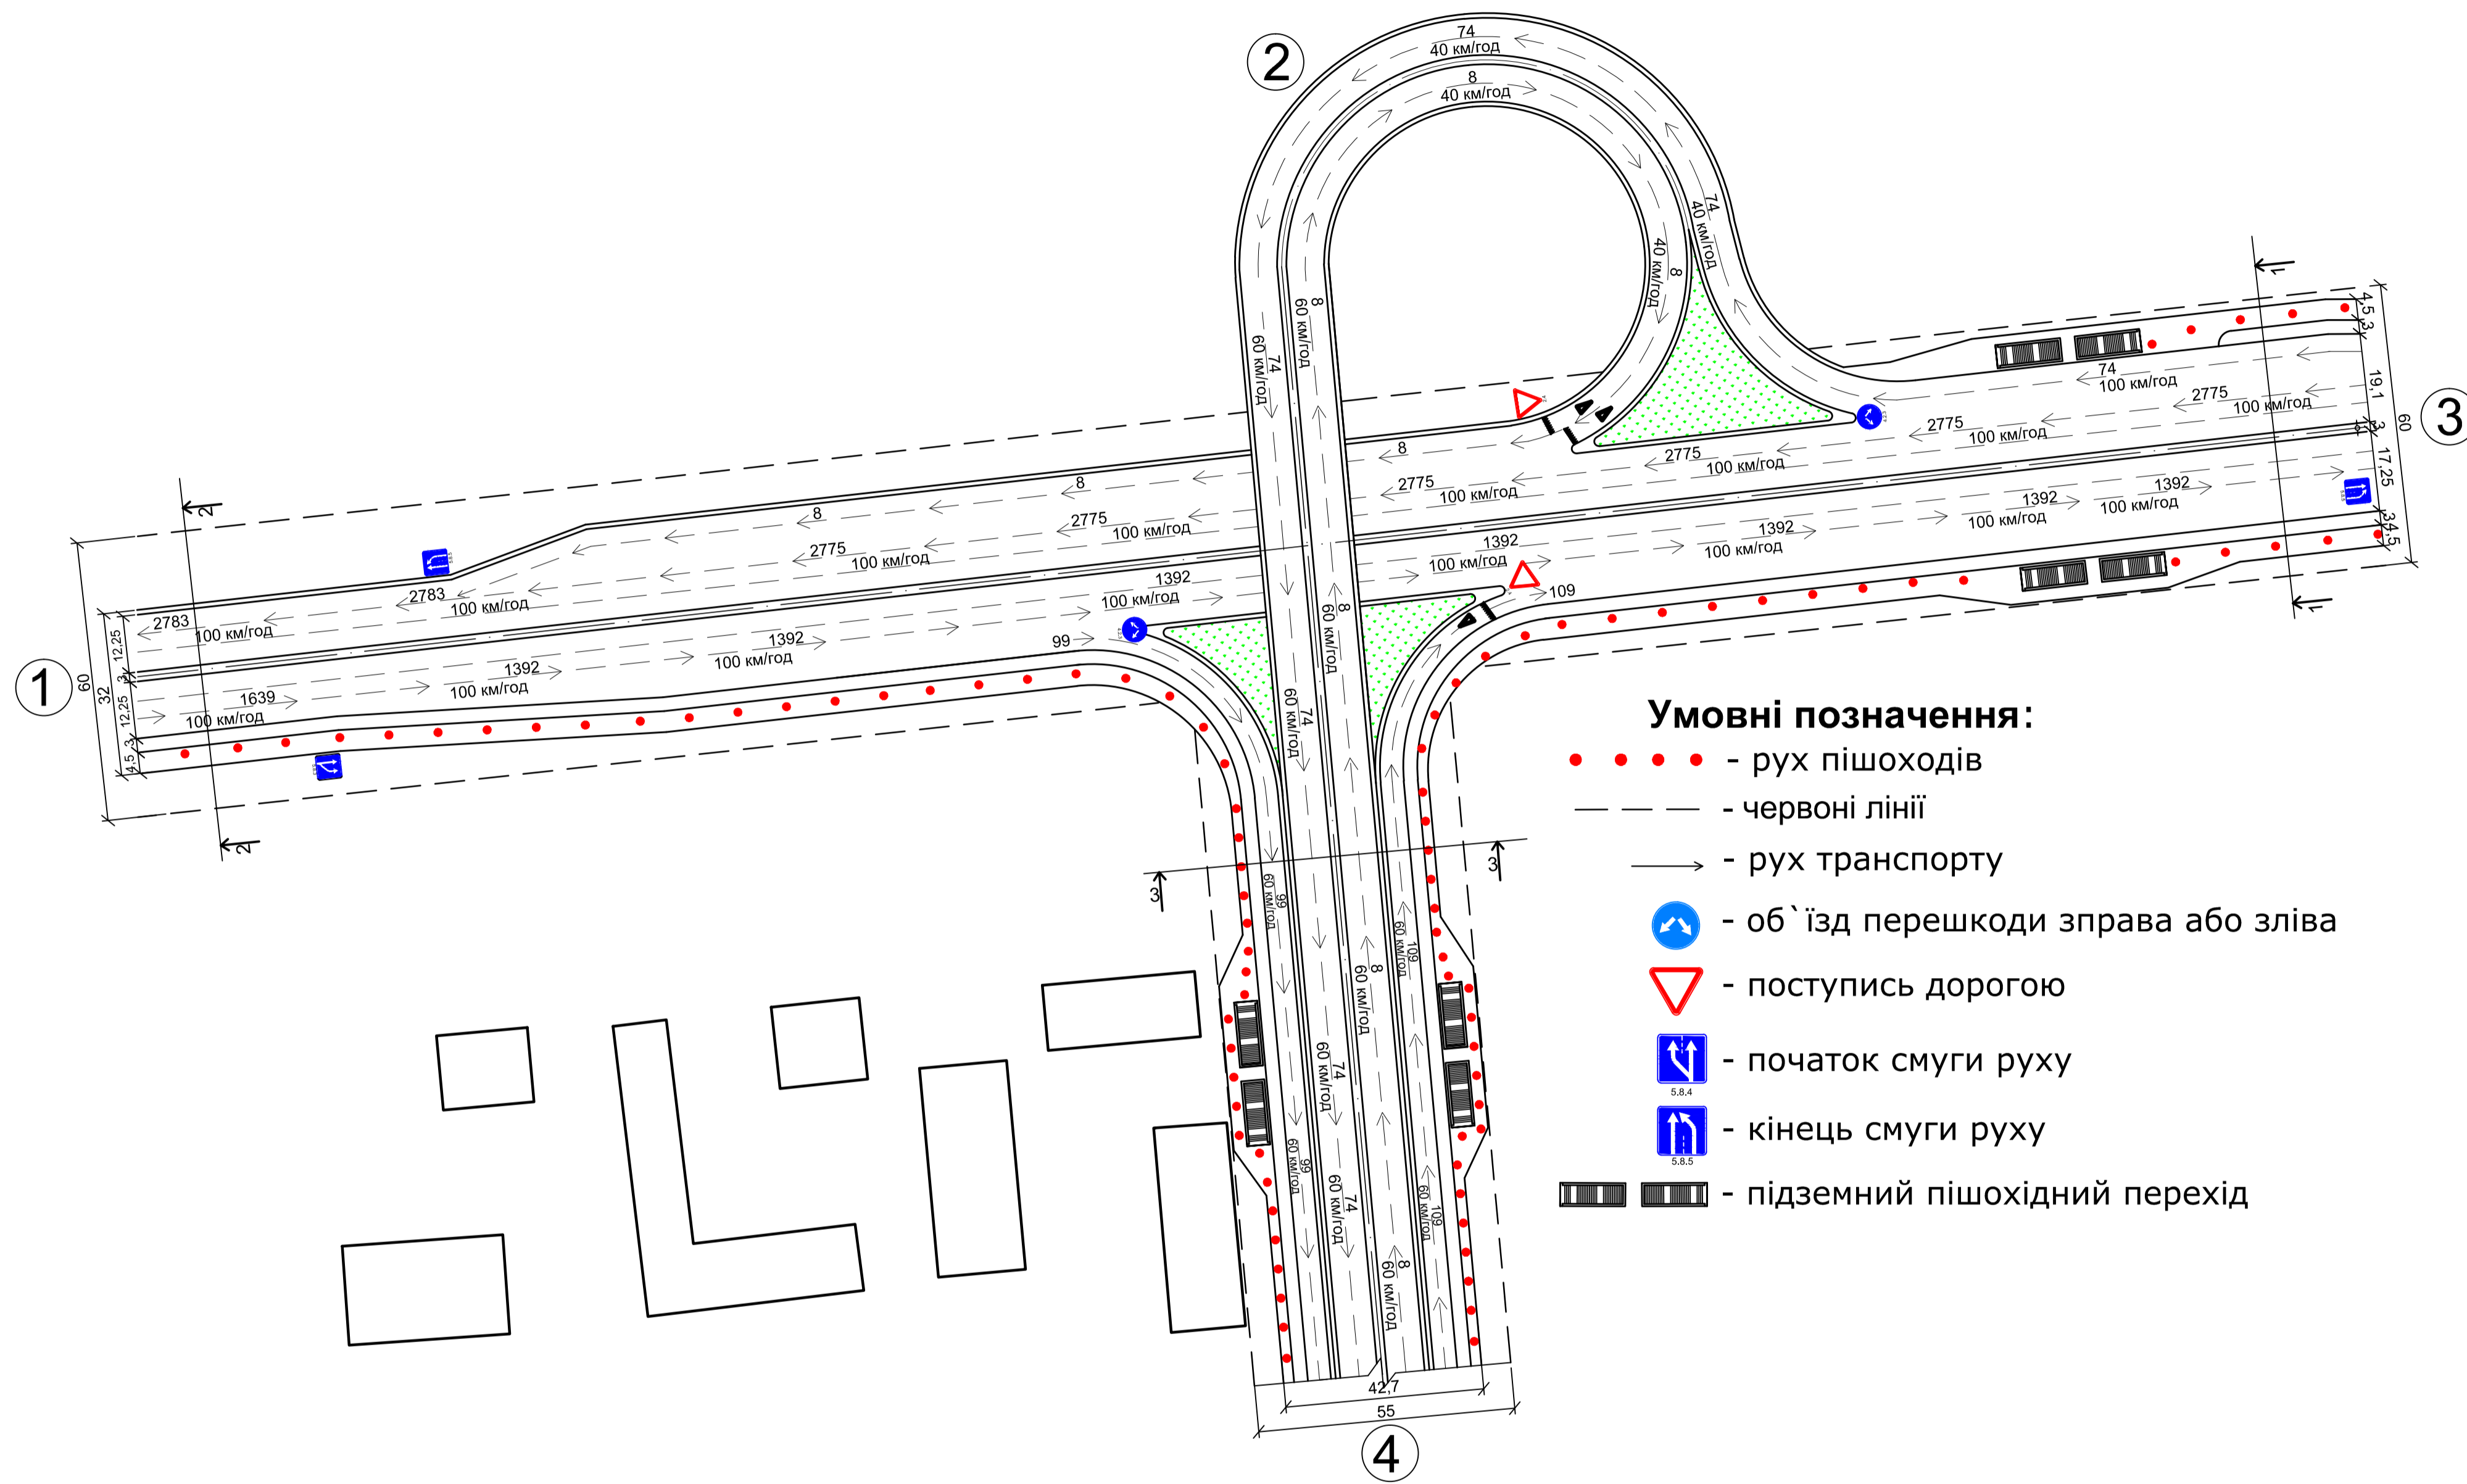 2
74
40 км/год
8
40 км/год
74
40 км/год
8
40 км/год
8
60 км/год
74
60 км/год
1
4,5
3
74
100 км/год
2775
100 км/год
19,1
60
3
3
2775
100 км/год
2775
100 км/год
17,25
8
2775
100 км/год
1392
100 км/год
1392
100 км/год
3
4,5
1
8
2775
100 км/год
1392
100 км/год
1392
100 км/год
2
8
2775
100 км/год
1392
100 км/год
109
8
60 км/год
2783
100 км/год
2783
100 км/год
1392
100 км/год
99
1392
100 км/год
1639
100 км/год
1
60
32
12,25
3
12,25
3
4,5
2
74
60 км/год
3
3
99
60 км/год
109
60 км/год
8
60 км/год
74
60 км/год
99
60 км/год
74
60 км/год
109
60 км/год
8
60 км/год
42,7
55
4
Умовні позначення:
- рух пішоходів
- червоні лінії
- рух транспорту
- об`їзд перешкоди зправа або зліва
- поступись дорогою
- початок смуги руху
5.8.4
- кінець смуги руху
5.8.5
- підземний пішохідний перехід